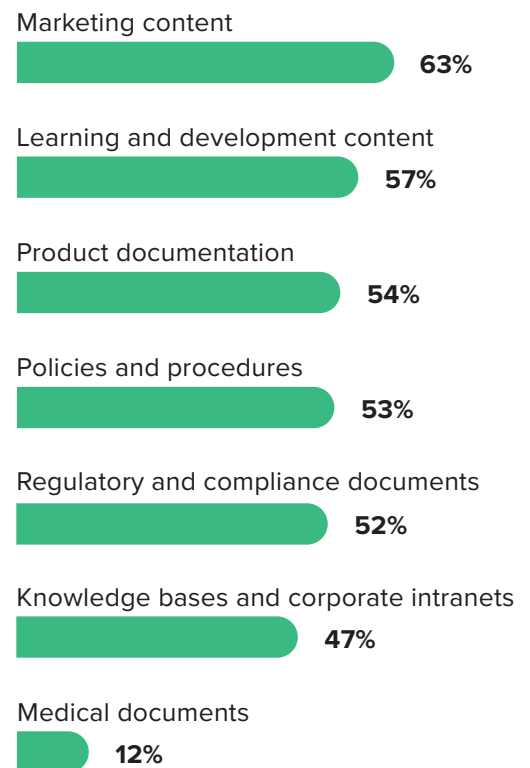 Marketing content
63%
Learning and development content
57%
Product documentation
54%
Policies and procedures
53%
Regulatory and compliance documents
52%
Knowledge bases and corporate intranets
47%
Medical documents
12%